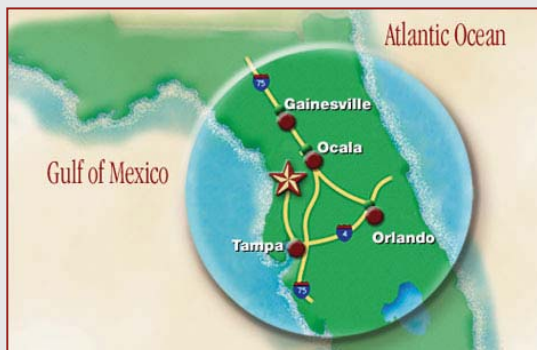 Atlantic Ocean
75
Gainesville
Ocala
Gulf of Mexico
Tampa
4
Orlando
75